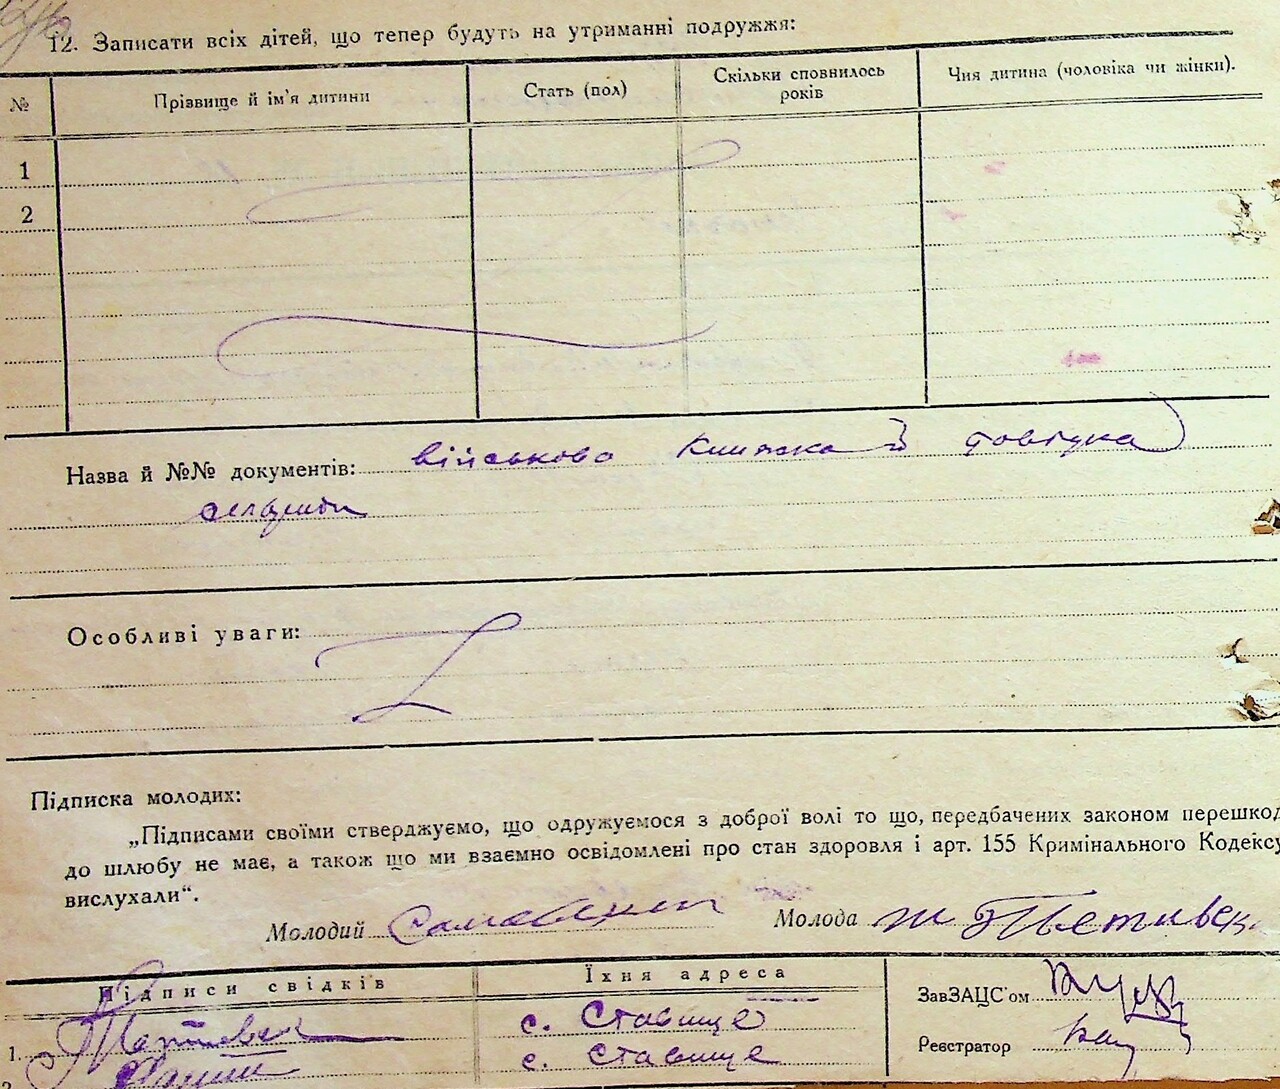 12. Записати всіх дітей, що тепер будуть на утриманні подружжя:
№ Прізвище й ім'я дитини Стать (пол) Скільки сповнилось років Чия дитина (чоловіка чи жінки).
1
2
Назва й №№ документів: військова книжка й довідка
сельради
Особливі уваги:
Підписка молодих:
„Підписами своїми стверджуємо, що одружуємося з доброї волі то що, передбачених законом перешкод
до шлюбу не має, а також що ми взаємно освідомлені про стан здоровля і арт. 155 Кримінального Кодексу
вислухали“.
Молодий Молода
Підписи свідків Їхня адреса
ЗавЗАЦС'ом
1. с. Ставище
Реєстратор
2 с. Ставище